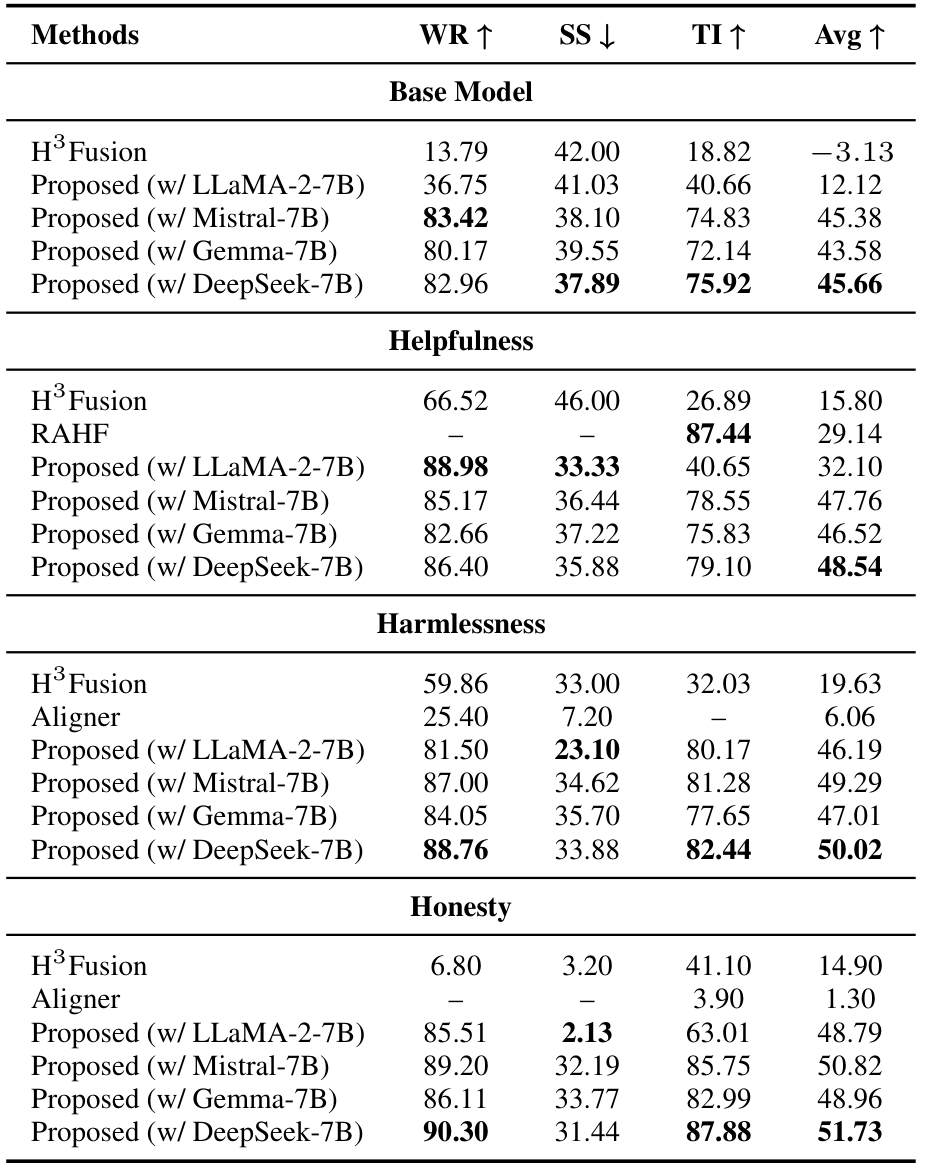 Methods WR ↑ SS ↓ TI ↑ Avg ↑
Base Model
H³Fusion 13.79 42.00 18.82 −3.13
Proposed (w/ LLaMA-2-7B) 36.75 41.03 40.66 12.12
Proposed (w/ Mistral-7B) 83.42 38.10 74.83 45.38
Proposed (w/ Gemma-7B) 80.17 39.55 72.14 43.58
Proposed (w/ DeepSeek-7B) 82.96 37.89 75.92 45.66
Helpfulness
H³Fusion 66.52 46.00 26.89 15.80
RAHF – – 87.44 29.14
Proposed (w/ LLaMA-2-7B) 88.98 33.33 40.65 32.10
Proposed (w/ Mistral-7B) 85.17 36.44 78.55 47.76
Proposed (w/ Gemma-7B) 82.66 37.22 75.83 46.52
Proposed (w/ DeepSeek-7B) 86.40 35.88 79.10 48.54
Harmlessness
H³Fusion 59.86 33.00 32.03 19.63
Aligner 25.40 7.20 – 6.06
Proposed (w/ LLaMA-2-7B) 81.50 23.10 80.17 46.19
Proposed (w/ Mistral-7B) 87.00 34.62 81.28 49.29
Proposed (w/ Gemma-7B) 84.05 35.70 77.65 47.01
Proposed (w/ DeepSeek-7B) 88.76 33.88 82.44 50.02
Honesty
H³Fusion 6.80 3.20 41.10 14.90
Aligner – – 3.90 1.30
Proposed (w/ LLaMA-2-7B) 85.51 2.13 63.01 48.79
Proposed (w/ Mistral-7B) 89.20 32.19 85.75 50.82
Proposed (w/ Gemma-7B) 86.11 33.77 82.99 48.96
Proposed (w/ DeepSeek-7B) 90.30 31.44 87.88 51.73